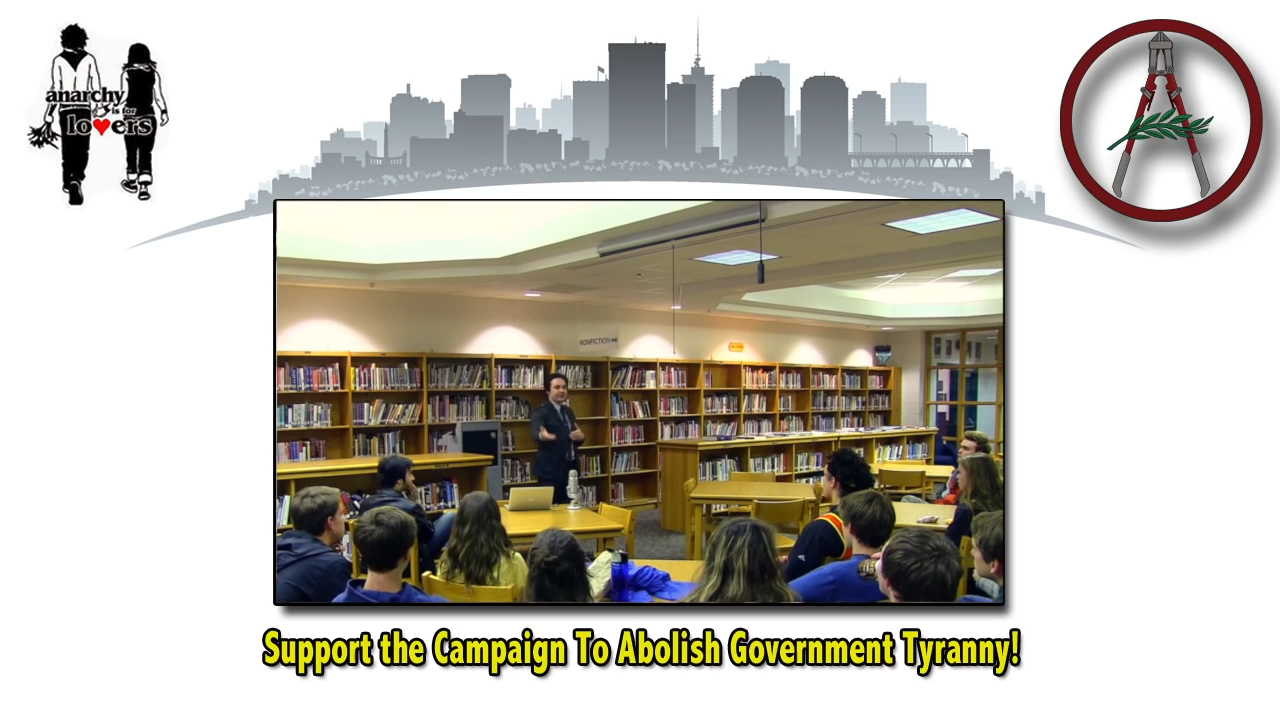 anarchy
is for
lovers
NONFICTION
Support the Campaign To Abolish Government Tyranny!